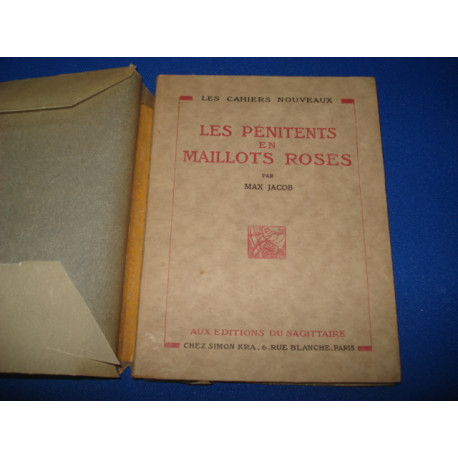 LES CAHIERS NOUVEAUX
LES PÉNITENTS
EN
MAILLOTS ROSES
PAR
MAX JACOB
AUX EDITIONS DU SAGITTAIRE
CHEZ SIMON KRA, 6, RUE BLANCHE, PARIS